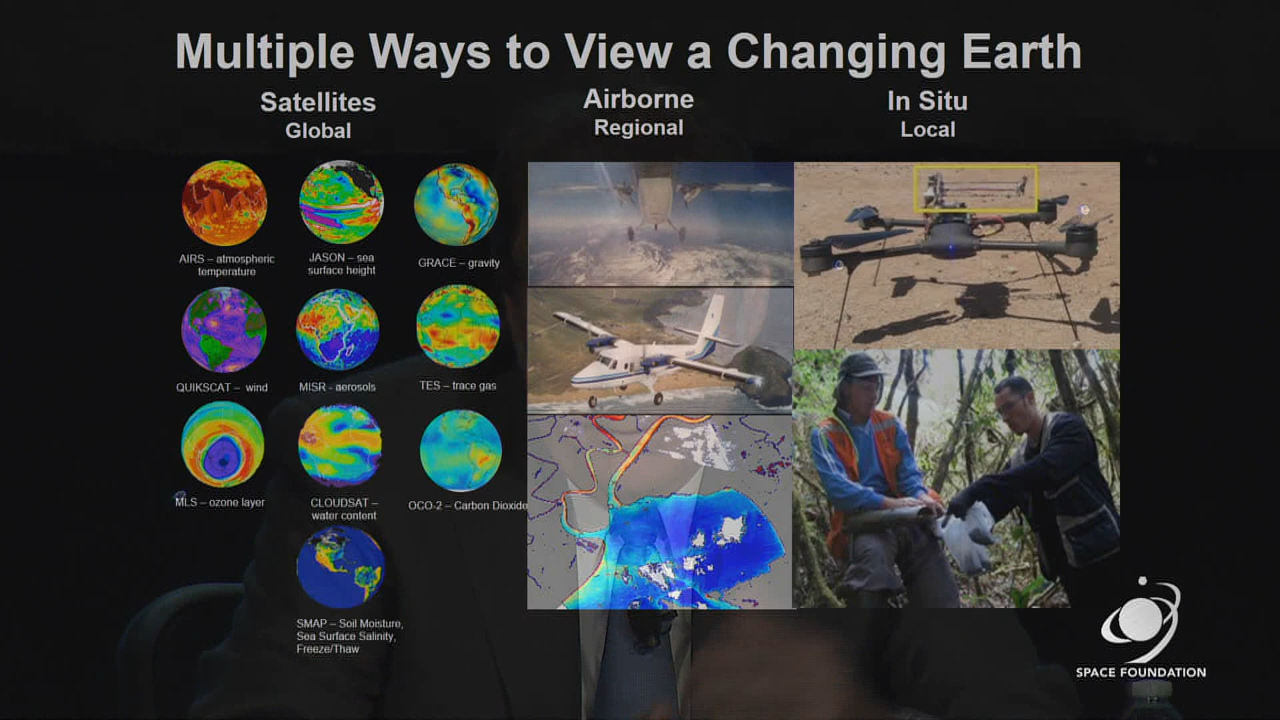 Multiple Ways to View a Changing Earth
Satellites
Global
Airborne
Regional
In Situ
Local
AIRS – atmospheric
temperature
JASON – sea
surface height
GRACE – gravity
QUIKSCAT – wind
MISR - aerosols
TES – trace gas
MLS – ozone layer
CLOUDSAT –
water content
OCO-2 – Carbon Dioxide
SMAP – Soil Moisture,
Sea Surface Salinity,
Freeze/Thaw
SPACE FOUNDATION